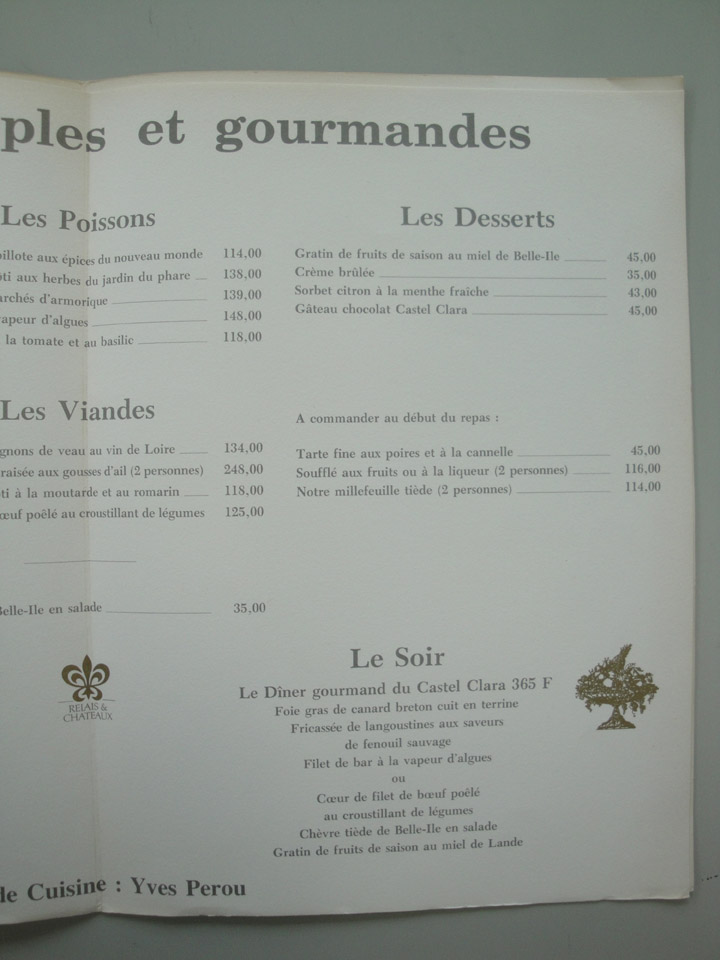 et gourmandes
Les Poissons
aux épices du nouveau monde 114,00
aux herbes du jardin du phare 138,00
d'armorique 139,00
d'algues 148,00
la tomate et au basilic 118,00
Les Viandes
de veau au vin de Loire 134,00
aux gousses d'ail (2 personnes) 248,00
à la moutarde et au romarin 118,00
poêlé au croustillant de légumes 125,00
Belle-Ile en salade 35,00
RELAIS &
CHATEAUX
Les Desserts
Gratin de fruits de saison au miel de Belle-Ile 45,00
Crème brûlée 35,00
Sorbet citron à la menthe fraîche 43,00
Gâteau chocolat Castel Clara 45,00
A commander au début du repas :
Tarte fine aux poires et à la cannelle 45,00
Soufflé aux fruits ou à la liqueur (2 personnes) 116,00
Notre millefeuille tiède (2 personnes) 114,00
Le Soir
Le Dîner gourmand du Castel Clara 365 F
Foie gras de canard breton cuit en terrine
Fricassée de langoustines aux saveurs
de fenouil sauvage
Filet de bar à la vapeur d'algues
ou
Cœur de filet de bœuf poêlé
au croustillant de légumes
Chèvre tiède de Belle-Ile en salade
Gratin de fruits de saison au miel de Lande
de Cuisine : Yves Perou